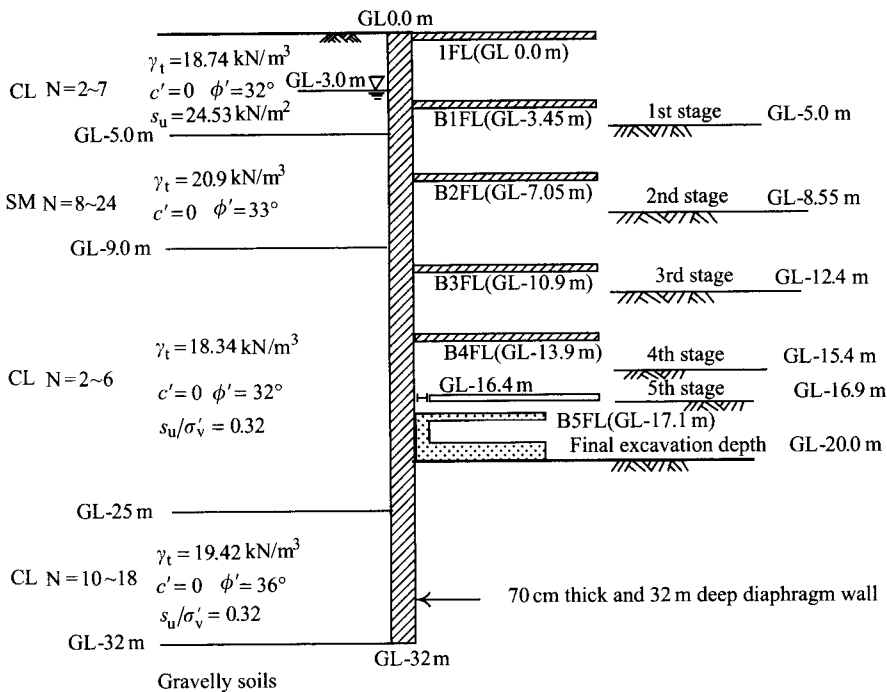 GL0.0 m
1FL(GL 0.0 m)
γt = 18.74 kN/m³
CL N=2~7
c′=0 ϕ′=32°
GL-3.0 m
su = 24.53 kN/m²
GL-5.0 m
B1FL(GL-3.45 m)
1st stage
GL-5.0 m
γt = 20.9 kN/m³
SM N=8~24
c′=0 ϕ′=33°
GL-9.0 m
B2FL(GL-7.05 m)
2nd stage
GL-8.55 m
B3FL(GL-10.9 m)
3rd stage
GL-12.4 m
γt = 18.34 kN/m³
CL N=2~6
c′=0 ϕ′=32°
su/σ′v = 0.32
B4FL(GL-13.9 m)
4th stage
GL-15.4 m
GL-16.4 m
5th stage
GL-16.9 m
B5FL(GL-17.1 m)
Final excavation depth
GL-20.0 m
GL-25 m
γt = 19.42 kN/m³
CL N=10~18
c′=0 ϕ′=36°
su/σ′v = 0.32
70 cm thick and 32 m deep diaphragm wall
GL-32 m
GL-32 m
Gravelly soils